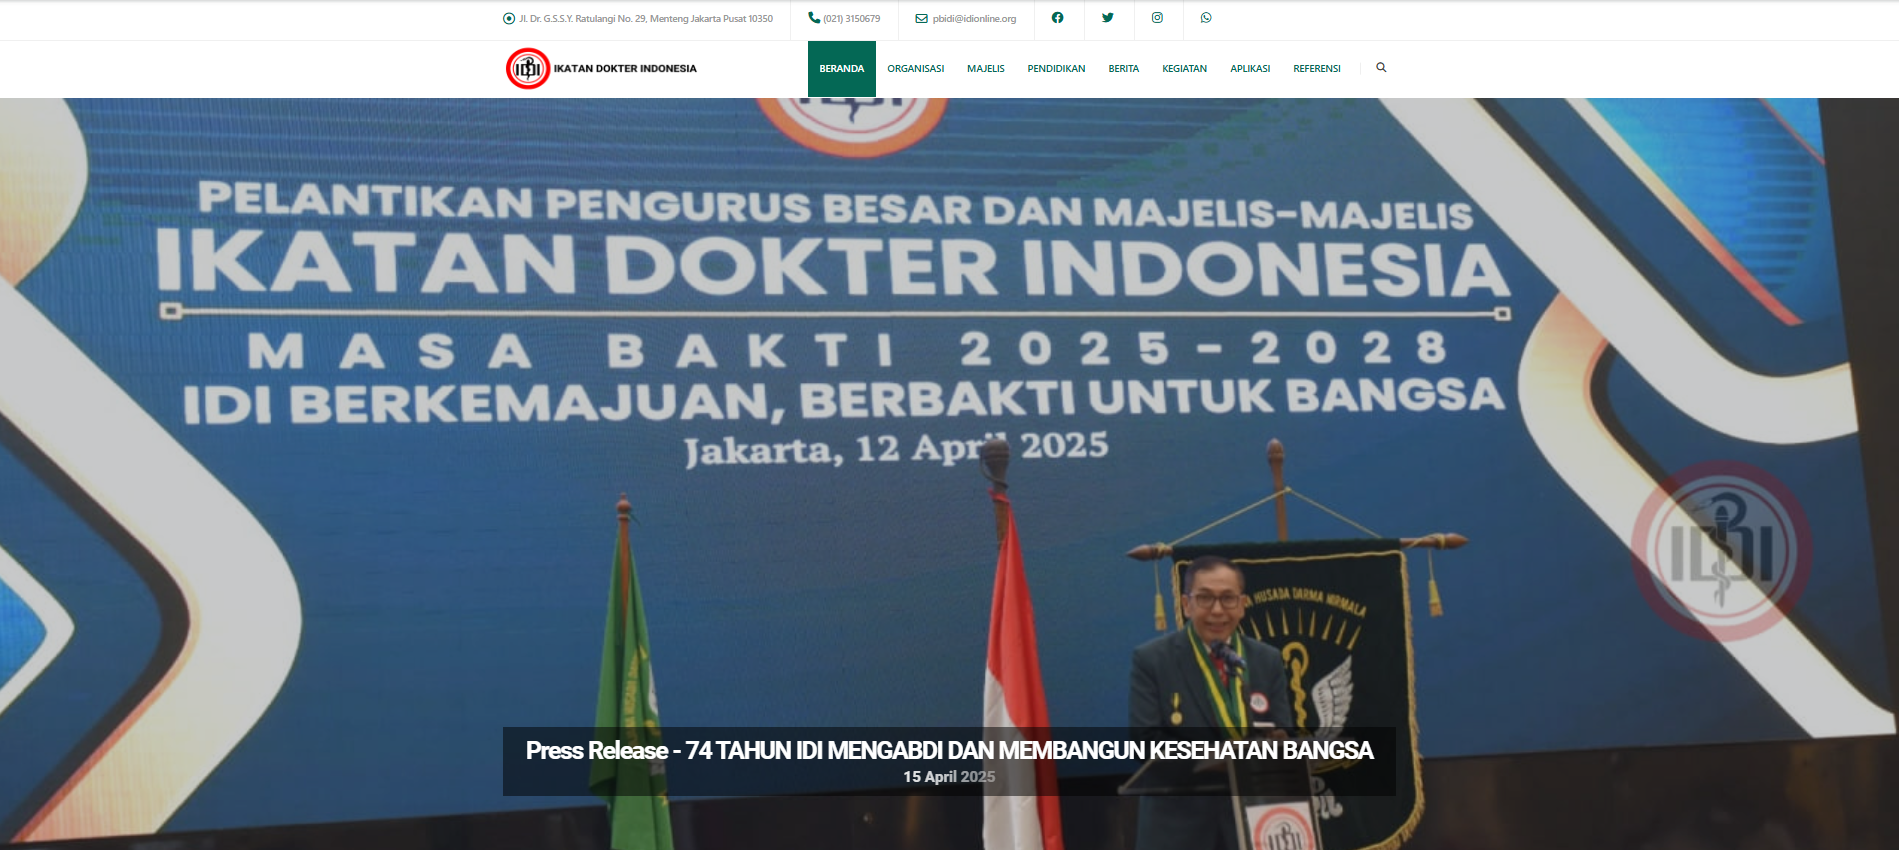 Jl. Dr. G.S.S.Y. Ratulangi No. 29, Menteng Jakarta Pusat 10350
(021) 3150679
pbidi@idionline.org
IDI IKATAN DOKTER INDONESIA
BERANDA ORGANISASI MAJELIS PENDIDIKAN BERITA KEGIATAN APLIKASI REFERENSI
PELANTIKAN PENGURUS BESAR DAN MAJELIS-MAJELIS
IKATAN DOKTER INDONESIA
MASA BAKTI 2025-2028
IDI BERKEMAJUAN, BERBAKTI UNTUK BANGSA
Jakarta, 12 April 2025
IDI
HUSADA DARMA NIRMALA
Press Release - 74 TAHUN IDI MENGABDI DAN MEMBANGUN KESEHATAN BANGSA
15 April 2025